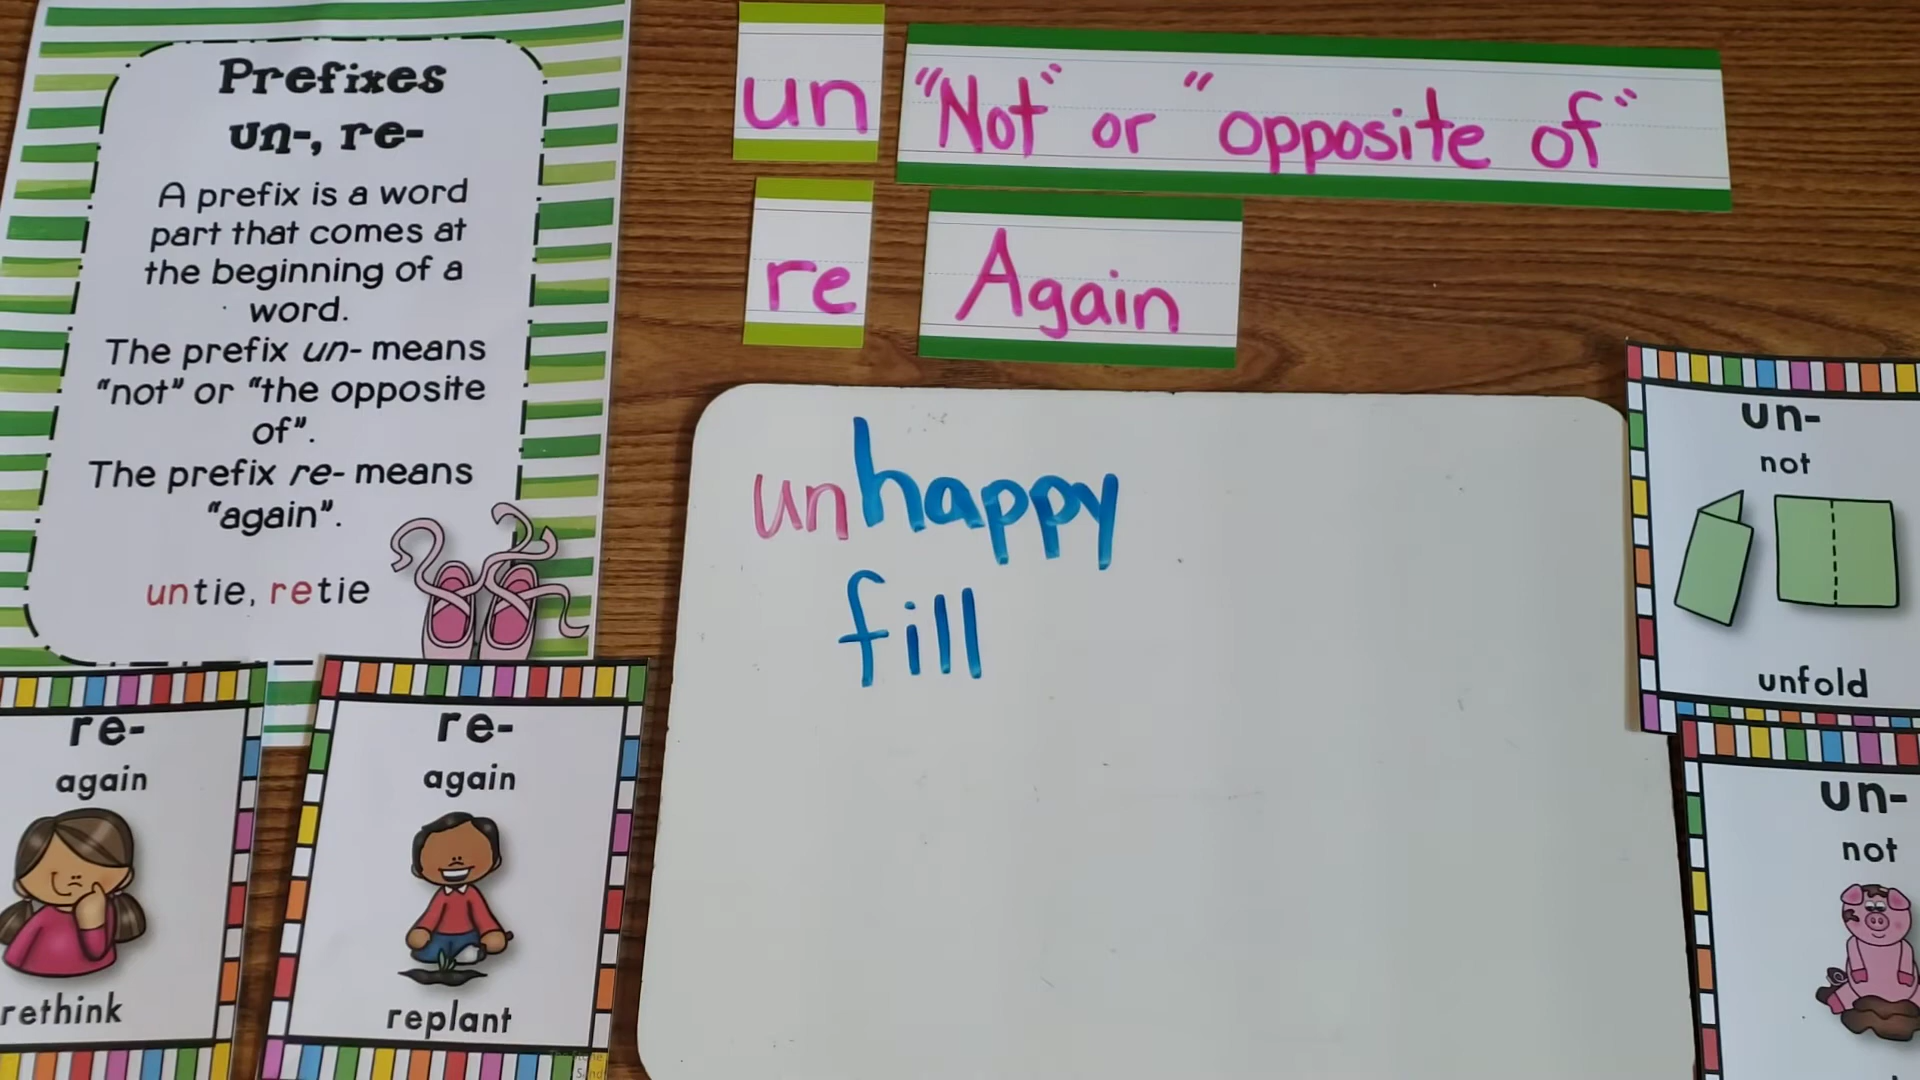 Prefixes
un-, re-
A prefix is a word
part that comes at
the beginning of a
word.
The prefix un- means
"not" or "the opposite
of".
The prefix re- means
"again".
untie, retie
un
"Not" or "opposite of"
re
Again
unhappy
fill
re-
again
rethink
re-
again
replant
un-
not
unfold
un-
not